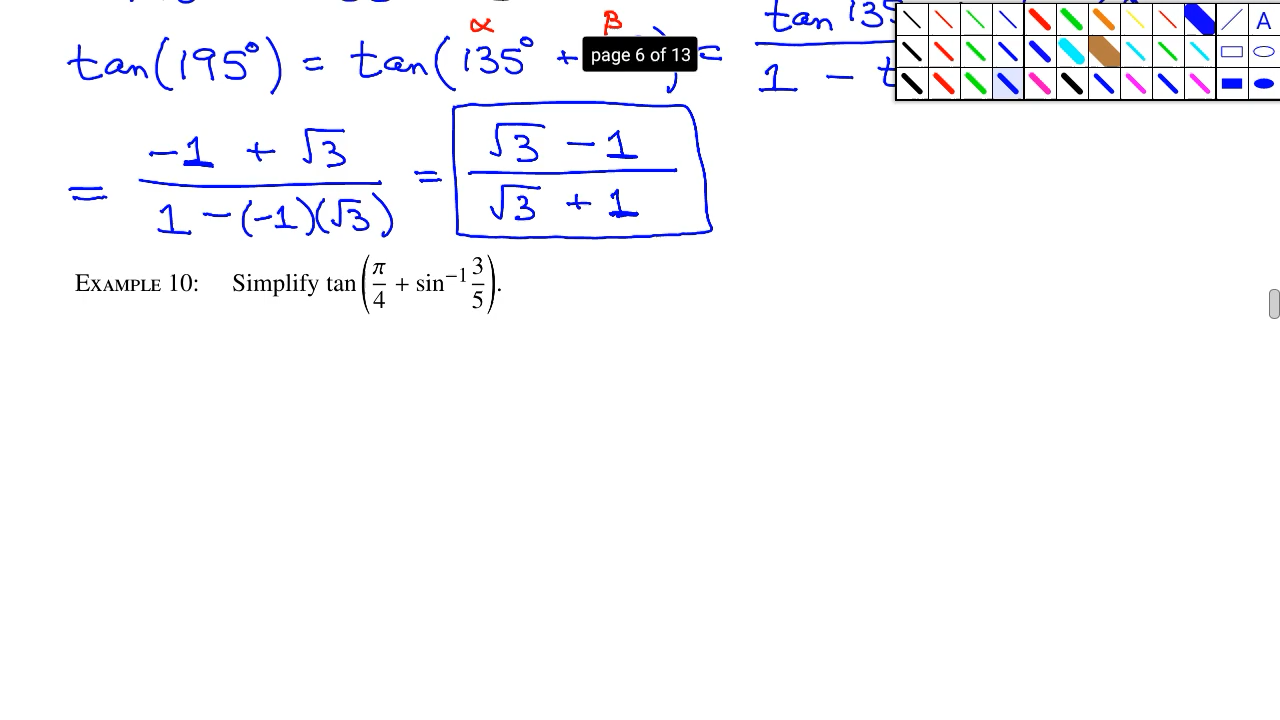 α β
tan 135
tan(195°) = tan(135° + ) =
page 6 of 13
1 − t
A
= (−1 + √3)/(1 − (−1)(√3)) = (√3 − 1)/(√3 + 1)
EXAMPLE 10: Simplify tan(π/4 + sin⁻¹ 3/5).